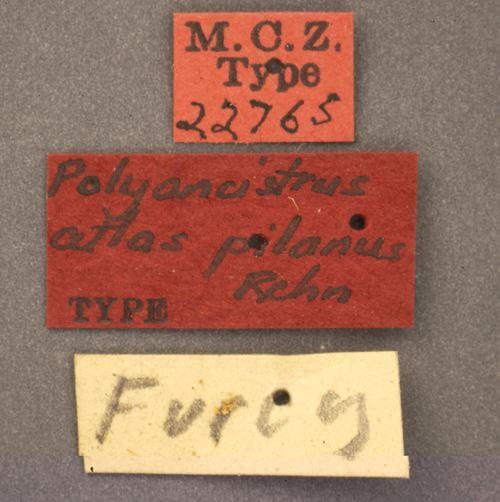 M.C.Z.
Type
22765
Polyancistrus
atlas pilanus
Rehn
TYPE
Furcy